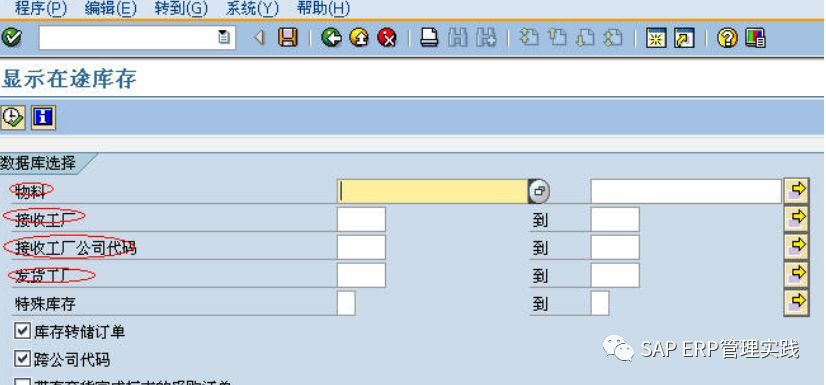 程序(P) 编辑(E) 转到(G) 系统(Y) 帮助(H)
显示在途库存
数据库选择
物料
接收工厂 到
接收工厂公司代码 到
发货工厂 到
特殊库存 到
库存转储订单
跨公司代码
SAP ERP管理实践